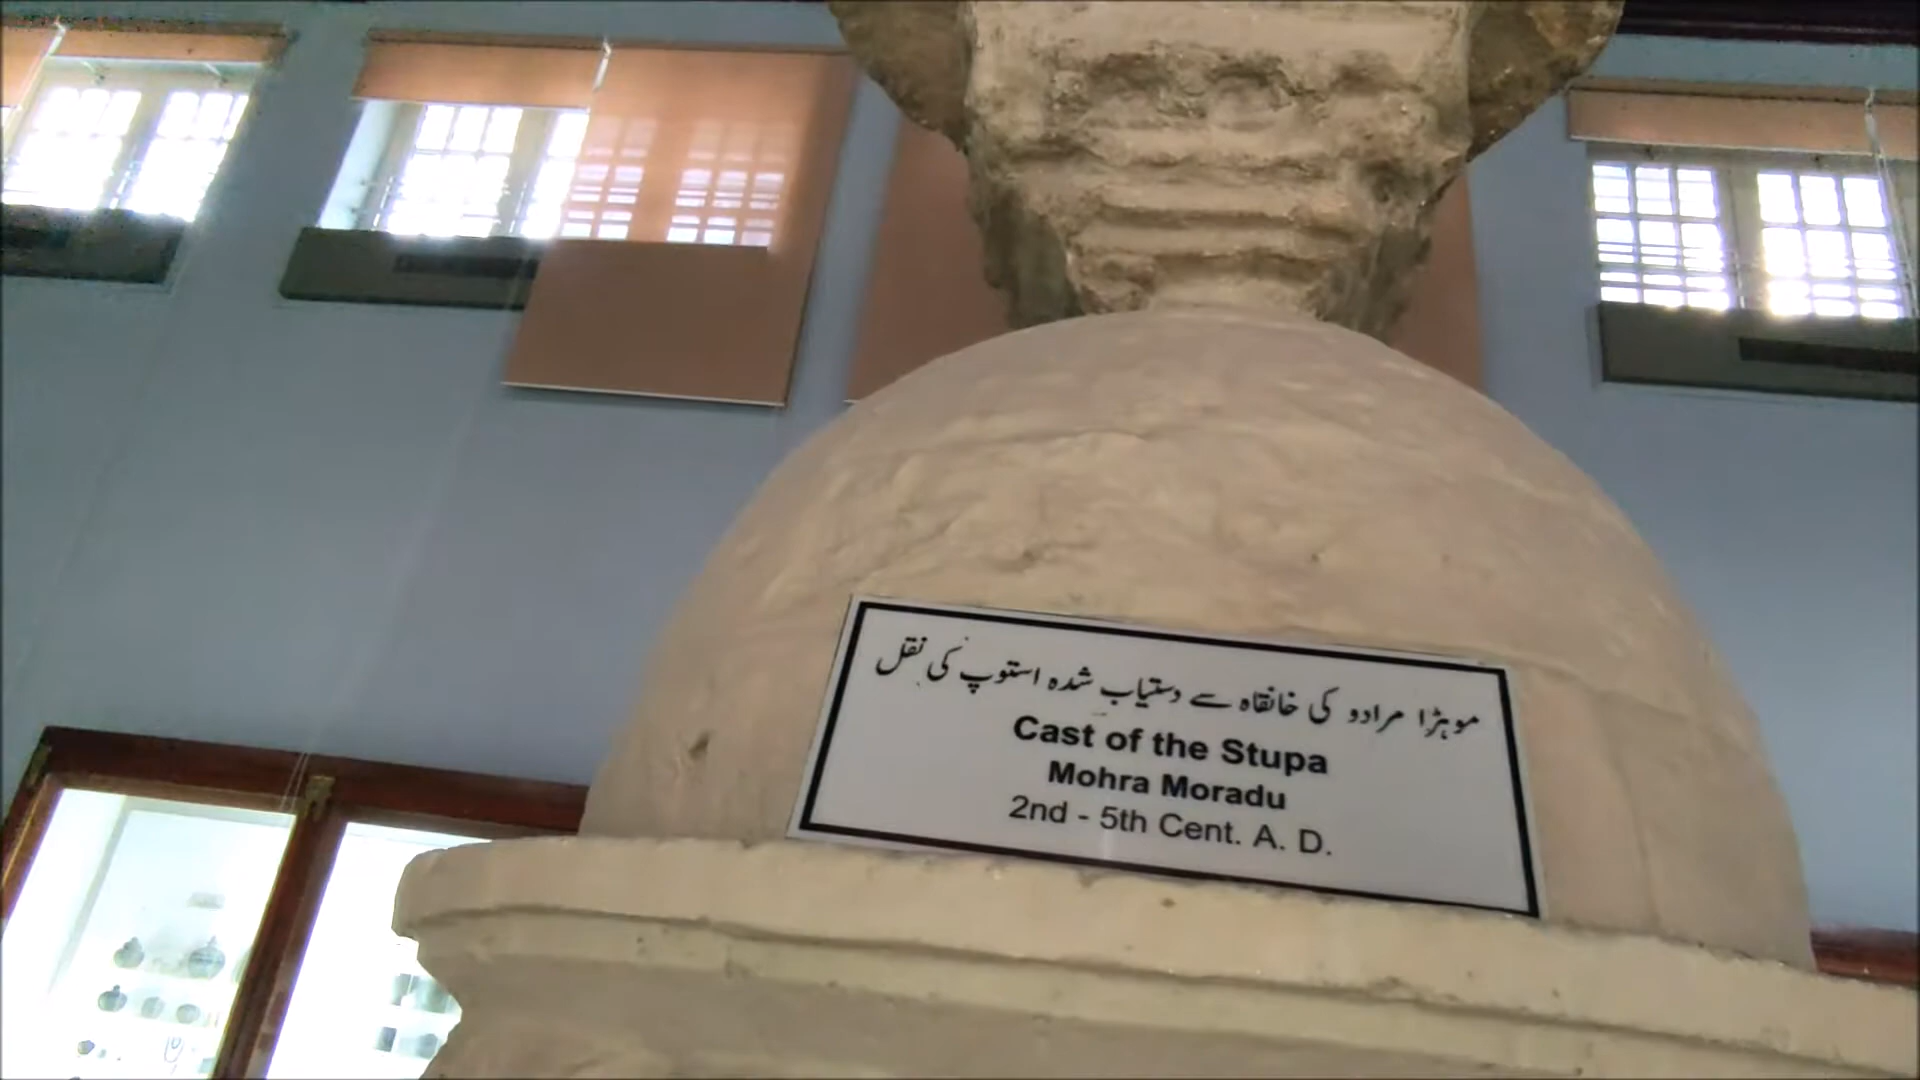 موہڑا مرادو کی خانقاہ سے دستیاب شدہ استوپ کی نقل
Cast of the Stupa
Mohra Moradu
2nd - 5th Cent. A. D.